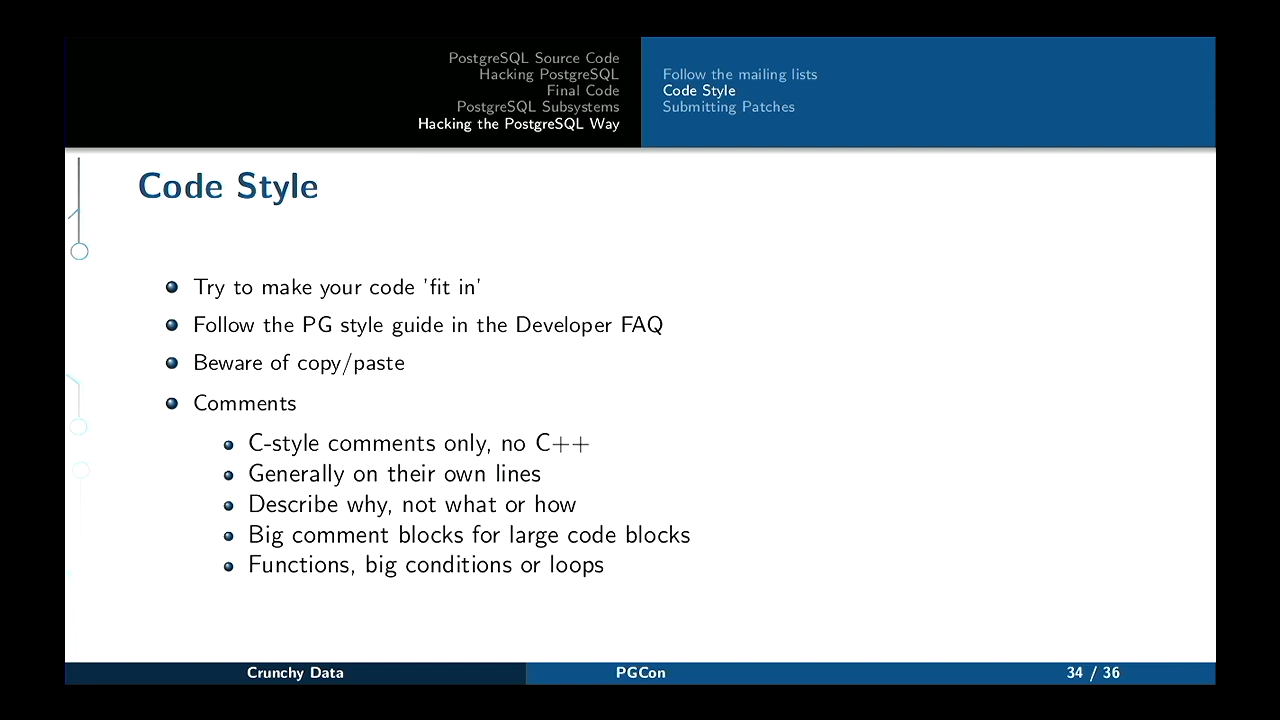 PostgreSQL Source Code
Hacking PostgreSQL
Final Code
PostgreSQL Subsystems
Hacking the PostgreSQL Way
Follow the mailing lists
Code Style
Submitting Patches
Code Style
Try to make your code 'fit in'
Follow the PG style guide in the Developer FAQ
Beware of copy/paste
Comments
C-style comments only, no C++
Generally on their own lines
Describe why, not what or how
Big comment blocks for large code blocks
Functions, big conditions or loops
Crunchy Data
PGCon
34 / 36